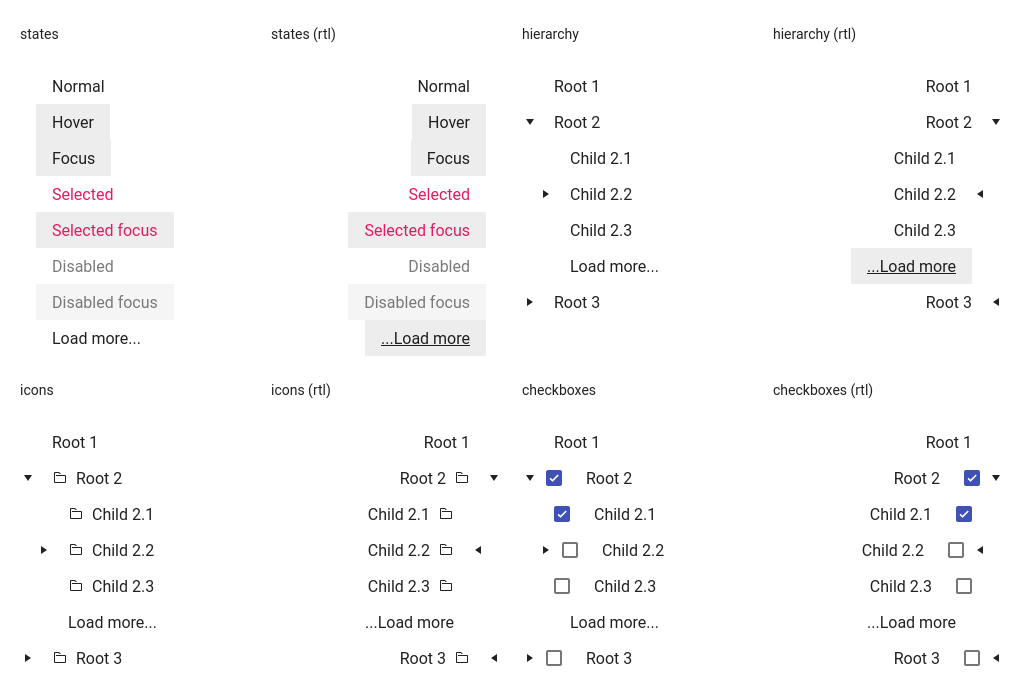 states
Normal
Hover
Focus
Selected
Selected focus
Disabled
Disabled focus
Load more...
states (rtl)
Normal
Hover
Focus
Selected
Selected focus
Disabled
Disabled focus
...Load more
hierarchy
Root 1
Root 2
Child 2.1
Child 2.2
Child 2.3
Load more...
Root 3
hierarchy (rtl)
Root 1
Root 2
Child 2.1
Child 2.2
Child 2.3
...Load more
Root 3
icons
Root 1
Root 2
Child 2.1
Child 2.2
Child 2.3
Load more...
Root 3
icons (rtl)
Root 1
Root 2
Child 2.1
Child 2.2
Child 2.3
...Load more
Root 3
checkboxes
Root 1
Root 2
Child 2.1
Child 2.2
Child 2.3
Load more...
Root 3
checkboxes (rtl)
Root 1
Root 2
Child 2.1
Child 2.2
Child 2.3
...Load more
Root 3